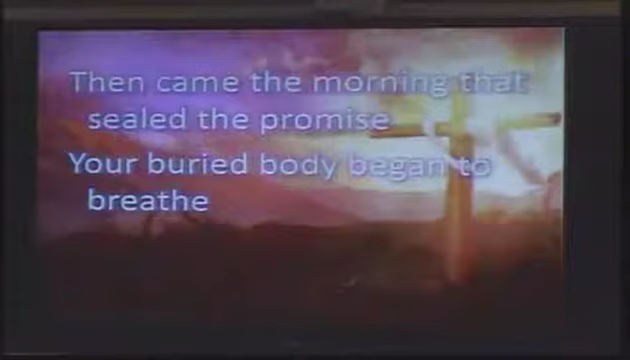 Then came the morning that
sealed the promise
Your buried body began to
breathe